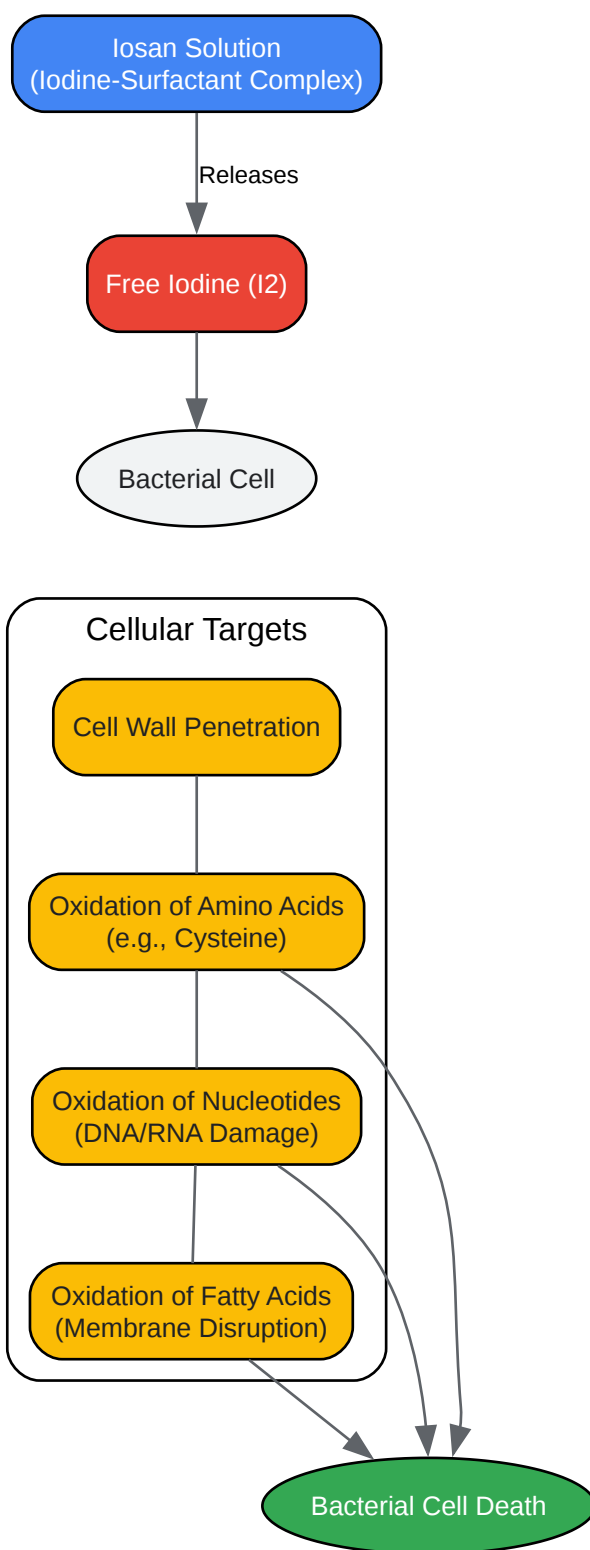 Iosan Solution
(Iodine-Surfactant Complex)
Releases
Free Iodine (I2)
Bacterial Cell
Cellular Targets
Cell Wall Penetration
Oxidation of Amino Acids
(e.g., Cysteine)
Oxidation of Nucleotides
(DNA/RNA Damage)
Oxidation of Fatty Acids
(Membrane Disruption)
Bacterial Cell Death